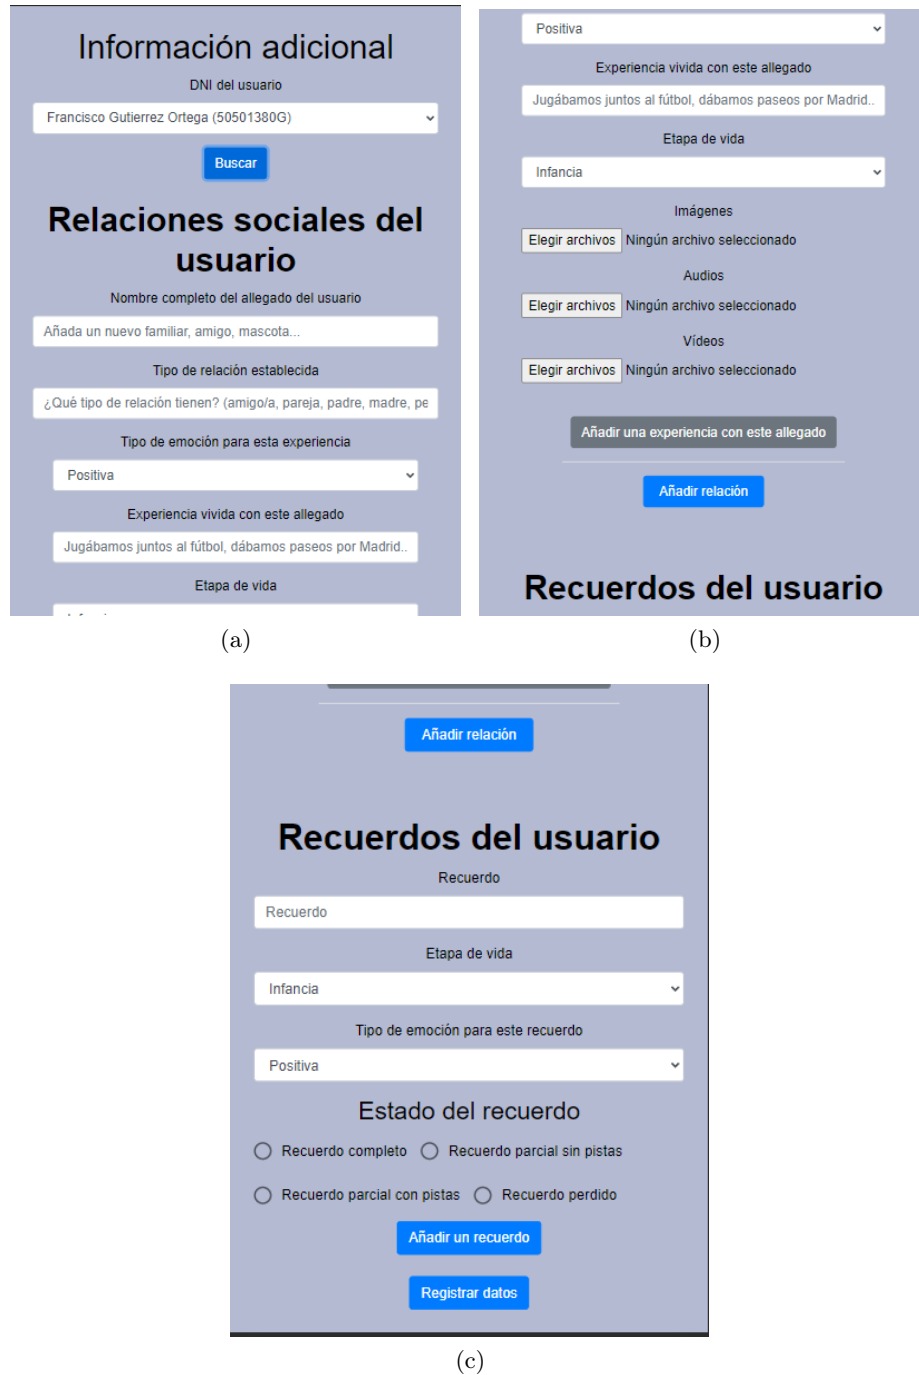 Información adicional
DNI del usuario
Francisco Gutierrez Ortega (50501380G)
Buscar
Relaciones sociales del
usuario
Nombre completo del allegado del usuario
Añada un nuevo familiar, amigo, mascota...
Tipo de relación establecida
¿Qué tipo de relación tienen? (amigo/a, pareja, padre, madre, pe
Tipo de emoción para esta experiencia
Positiva
Experiencia vivida con este allegado
Jugábamos juntos al fútbol, dábamos paseos por Madrid..
Etapa de vida
(a)
Positiva
Experiencia vivida con este allegado
Jugábamos juntos al fútbol, dábamos paseos por Madrid..
Etapa de vida
Infancia
Imágenes
Elegir archivos Ningún archivo seleccionado
Audios
Elegir archivos Ningún archivo seleccionado
Vídeos
Elegir archivos Ningún archivo seleccionado
Añadir una experiencia con este allegado
Añadir relación
Recuerdos del usuario
(b)
Añadir relación
Recuerdos del usuario
Recuerdo
Recuerdo
Etapa de vida
Infancia
Tipo de emoción para este recuerdo
Positiva
Estado del recuerdo
Recuerdo completo Recuerdo parcial sin pistas
Recuerdo parcial con pistas Recuerdo perdido
Añadir un recuerdo
Registrar datos
(c)